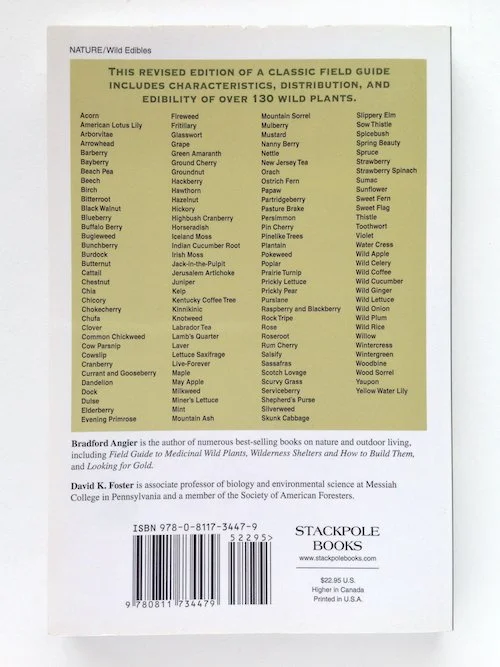 NATURE/Wild Edibles
THIS REVISED EDITION OF A CLASSIC FIELD GUIDE
INCLUDES CHARACTERISTICS, DISTRIBUTION, AND
EDIBILITY OF OVER 130 WILD PLANTS.
Acorn
American Lotus Lily
Arborvitae
Arrowhead
Barberry
Bayberry
Beach Pea
Beech
Birch
Bitterroot
Black Walnut
Blueberry
Buffalo Berry
Bugleweed
Bunchberry
Burdock
Butternut
Cattail
Chestnut
Chia
Chicory
Chokecherry
Chufa
Clover
Common Chickweed
Cow Parsnip
Cowslip
Cranberry
Currant and Gooseberry
Dandelion
Dock
Dulse
Elderberry
Evening Primrose
Fireweed
Fritillary
Glasswort
Grape
Green Amaranth
Ground Cherry
Groundnut
Hackberry
Hawthorn
Hazelnut
Hickory
Highbush Cranberry
Horseradish
Iceland Moss
Indian Cucumber Root
Irish Moss
Jack-in-the-Pulpit
Jerusalem Artichoke
Juniper
Kelp
Kentucky Coffee Tree
Kinnikinic
Knotweed
Labrador Tea
Lamb's Quarter
Laver
Lettuce Saxifrage
Live-Forever
Maple
May Apple
Milkweed
Miner's Lettuce
Mint
Mountain Ash
Mountain Sorrel
Mulberry
Mustard
Nanny Berry
Nettle
New Jersey Tea
Orach
Ostrich Fern
Papaw
Partridgeberry
Pasture Brake
Persimmon
Pin Cherry
Pinelike Trees
Plantain
Pokeweed
Poplar
Prairie Turnip
Prickly Lettuce
Prickly Pear
Purslane
Raspberry and Blackberry
Rock Tripe
Rose
Roseroot
Rum Cherry
Salsify
Sassafras
Scotch Lovage
Scurvy Grass
Serviceberry
Shepherd's Purse
Silverweed
Skunk Cabbage
Slippery Elm
Sow Thistle
Spicebush
Spring Beauty
Spruce
Strawberry
Strawberry Spinach
Sumac
Sunflower
Sweet Fern
Sweet Flag
Thistle
Toothwort
Violet
Water Cress
Wild Apple
Wild Celery
Wild Coffee
Wild Cucumber
Wild Ginger
Wild Lettuce
Wild Onion
Wild Plum
Wild Rice
Willow
Wintercress
Wintergreen
Woodbine
Wood Sorrel
Yaupon
Yellow Water Lily
Bradford Angier is the author of numerous best-selling books on nature and outdoor living,
including Field Guide to Medicinal Wild Plants, Wilderness Shelters and How to Build Them,
and Looking for Gold.
David K. Foster is associate professor of biology and environmental science at Messiah
College in Pennsylvania and a member of the Society of American Foresters.
ISBN 978-0-8117-3447-9
52295>
9 780811 734479
STACKPOLE
BOOKS
www.stackpolebooks.com
$22.95 U.S.
Higher in Canada
Printed in U.S.A.